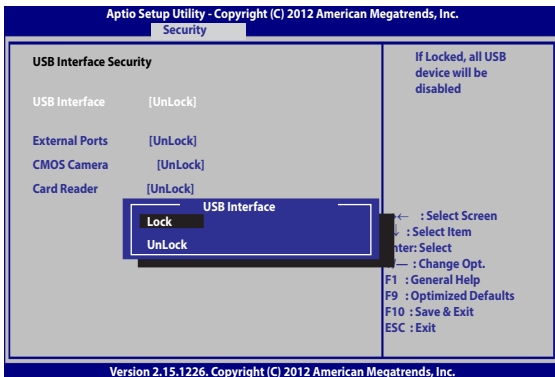 Aptio Setup Utility - Copyright (C) 2012 American Megatrends, Inc.
Security
USB Interface Security
USB Interface [UnLock]
External Ports [UnLock]
CMOS Camera [UnLock]
Card Reader [UnLock]
USB Interface
Lock
UnLock
If Locked, all USB
device will be
disabled
← : Select Screen
: Select Item
Select
— : Change Opt.
F1 : General Help
F9 : Optimized Defaults
F10 : Save & Exit
ESC : Exit
Version 2.15.1226. Copyright (C) 2012 American Megatrends, Inc.